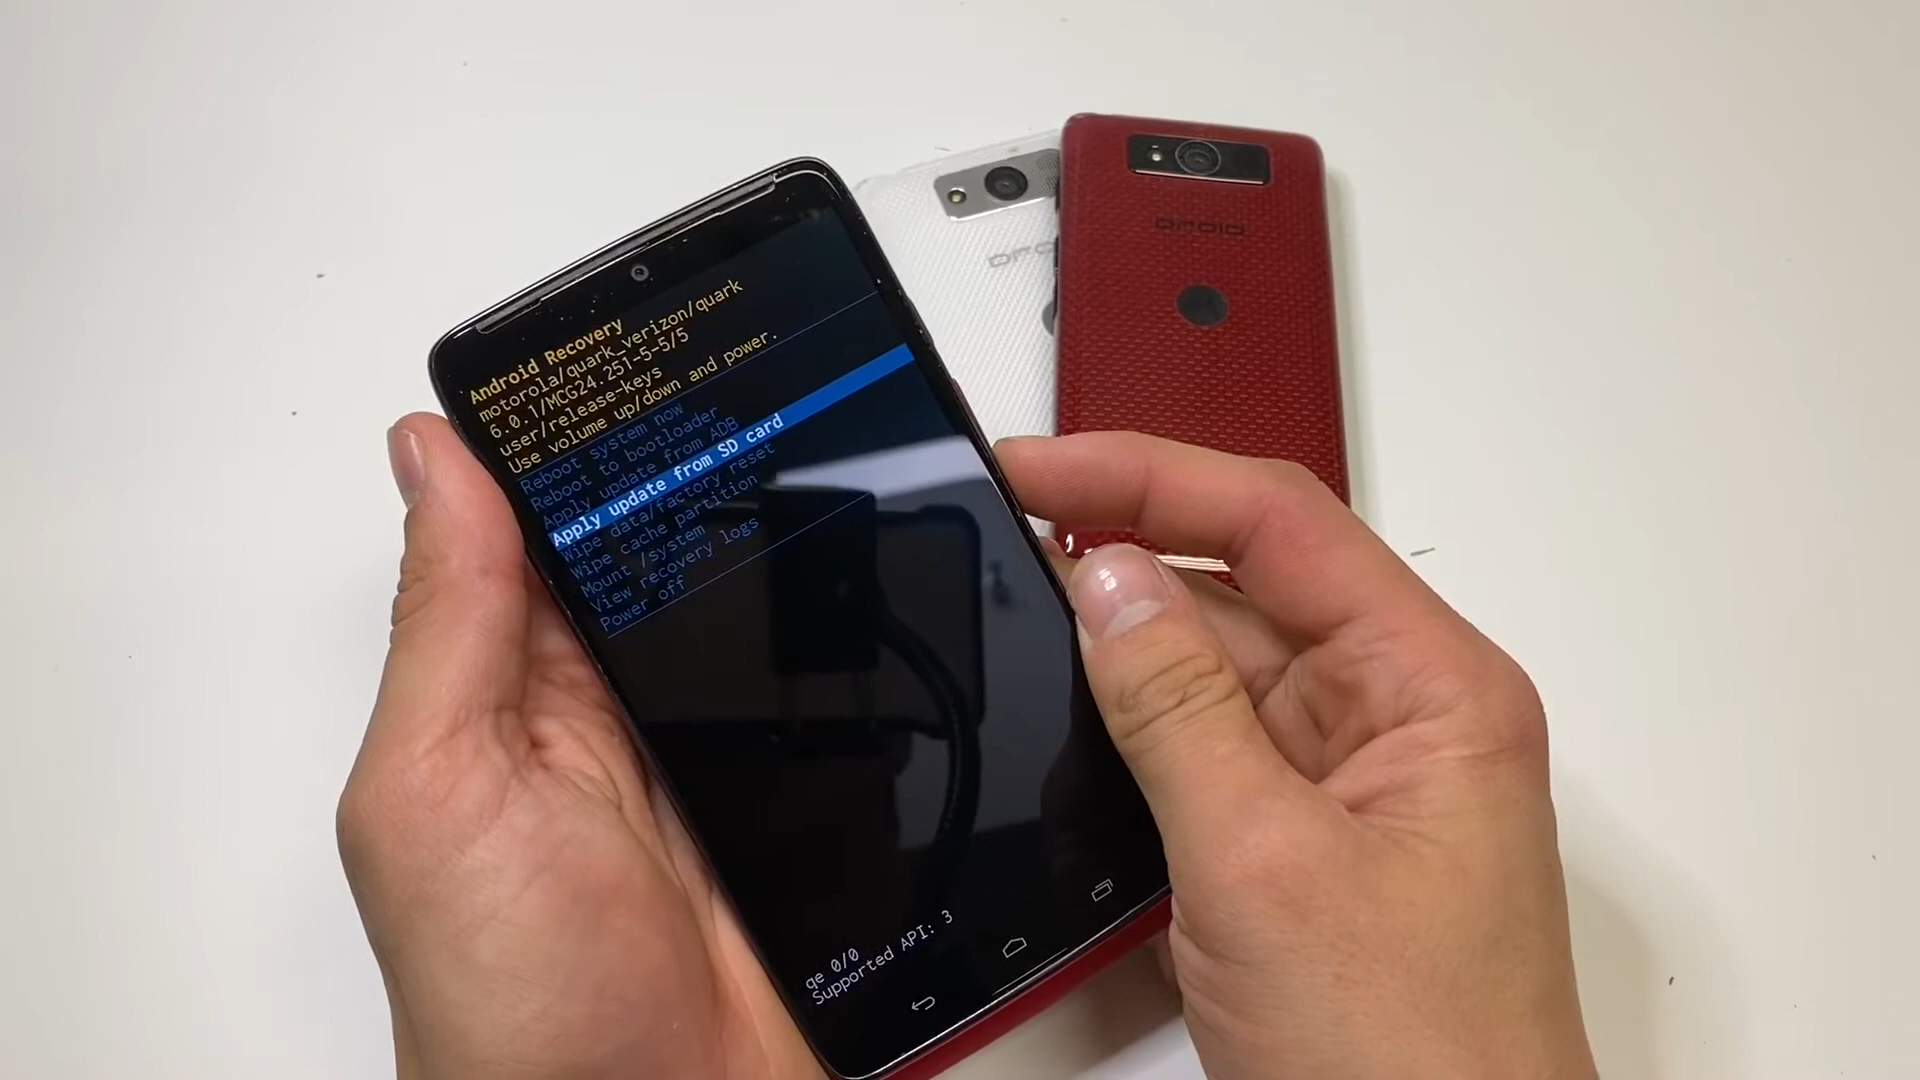 Android Recovery
motorola/quark_verizon/quark
6.0.1/MCG24.251-5-5/5
user/release-keys
Use volume up/down and power.
Reboot system now
Reboot to bootloader
Apply update from ADB
Apply update from SD card
Wipe data/factory reset
Wipe cache partition
Mount /system
View recovery logs
Power off
qe 0/0
Supported API: 3
DRO
DROID